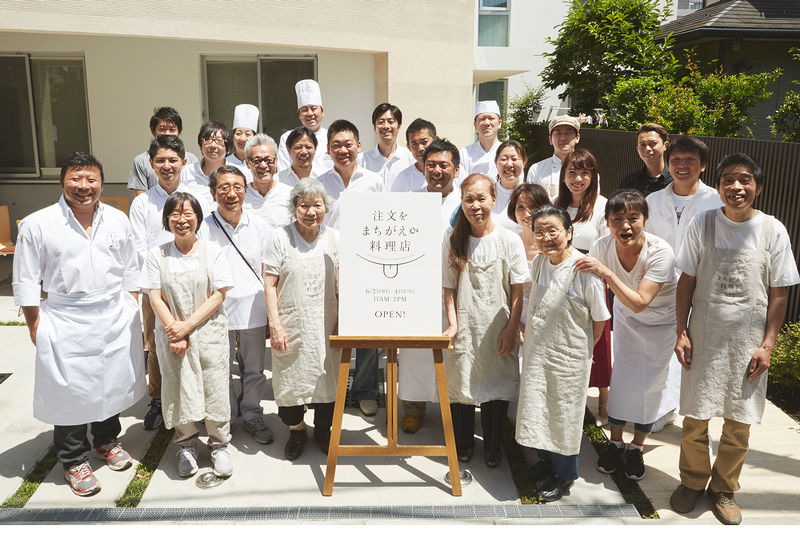 注文を
まちがえる
料理店
6/2(FRI)-4(SUN)
11AM-2PM
OPEN!